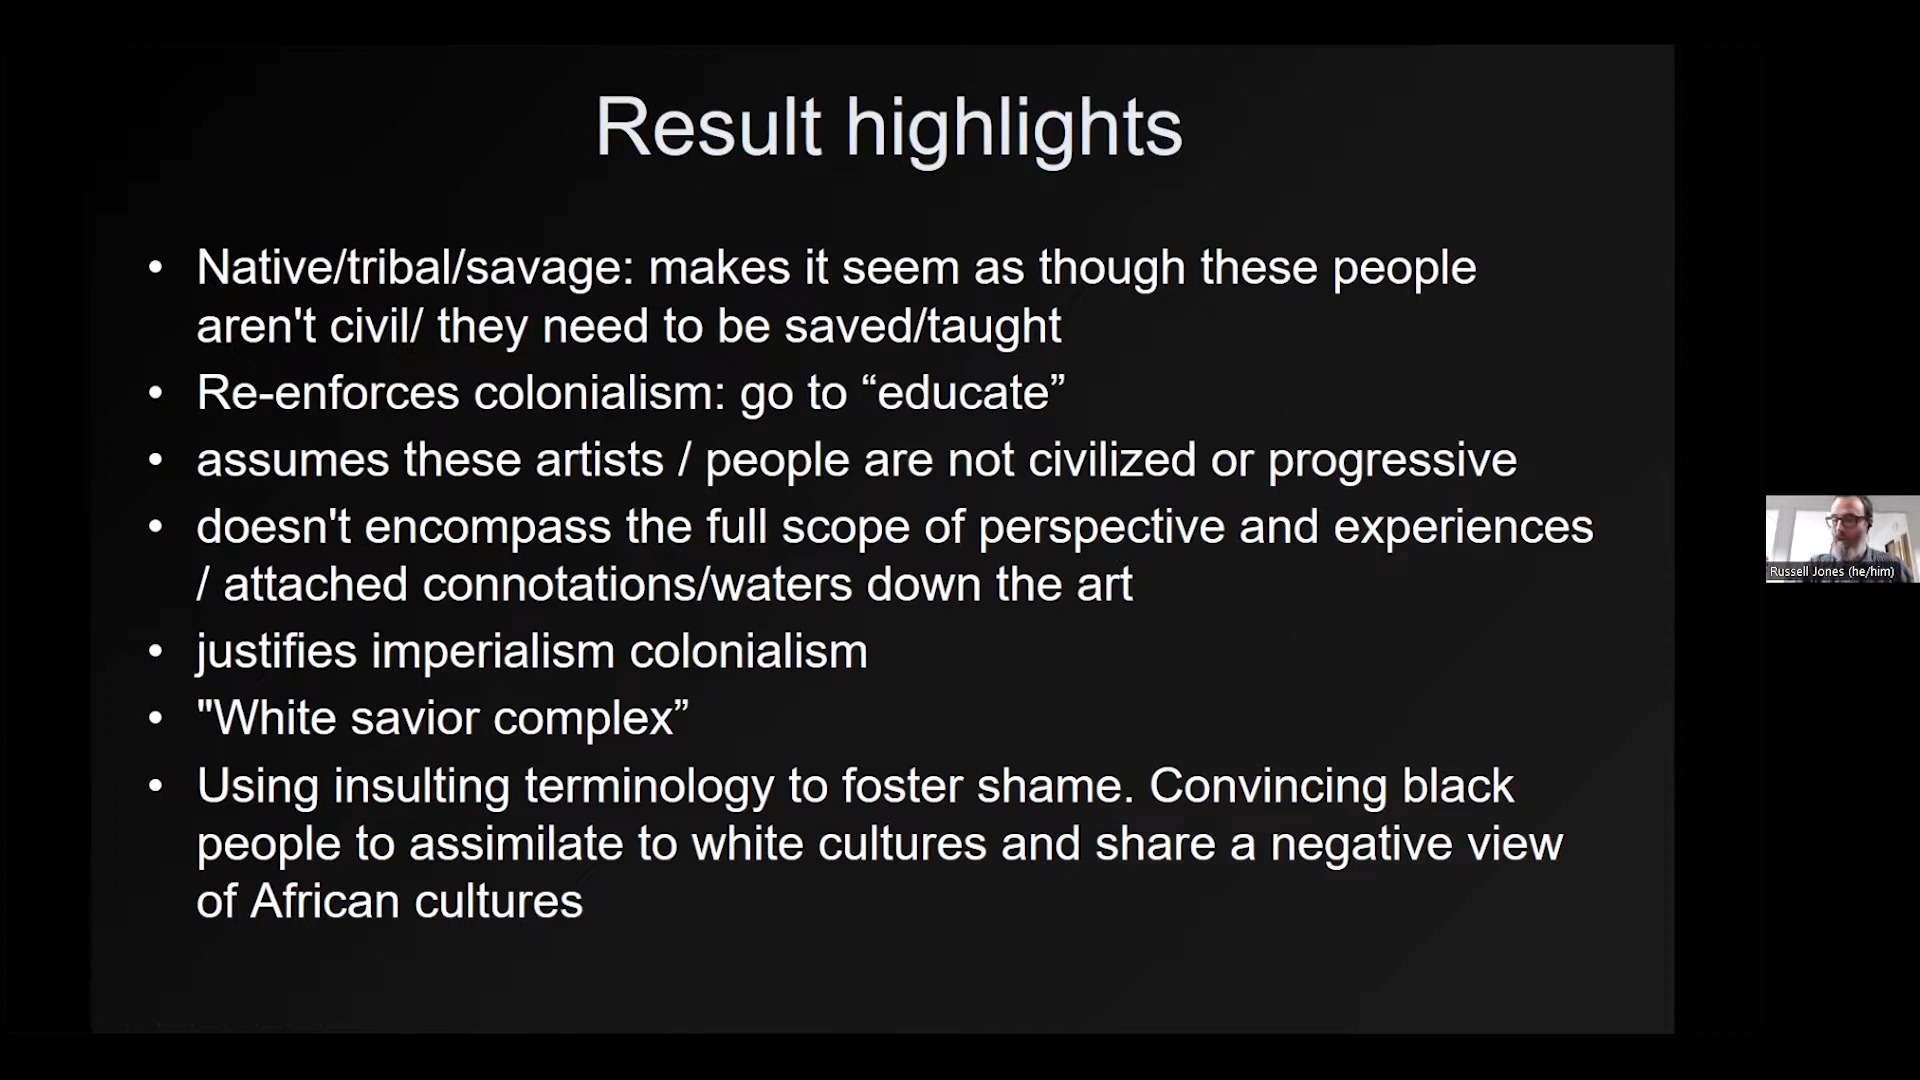 Result highlights
• Native/tribal/savage: makes it seem as though these people
aren't civil/ they need to be saved/taught
• Re-enforces colonialism: go to “educate”
• assumes these artists / people are not civilized or progressive
• doesn't encompass the full scope of perspective and experiences
/ attached connotations/waters down the art
• justifies imperialism colonialism
• "White savior complex”
• Using insulting terminology to foster shame. Convincing black
people to assimilate to white cultures and share a negative view
of African cultures
Russell Jones (he/him)